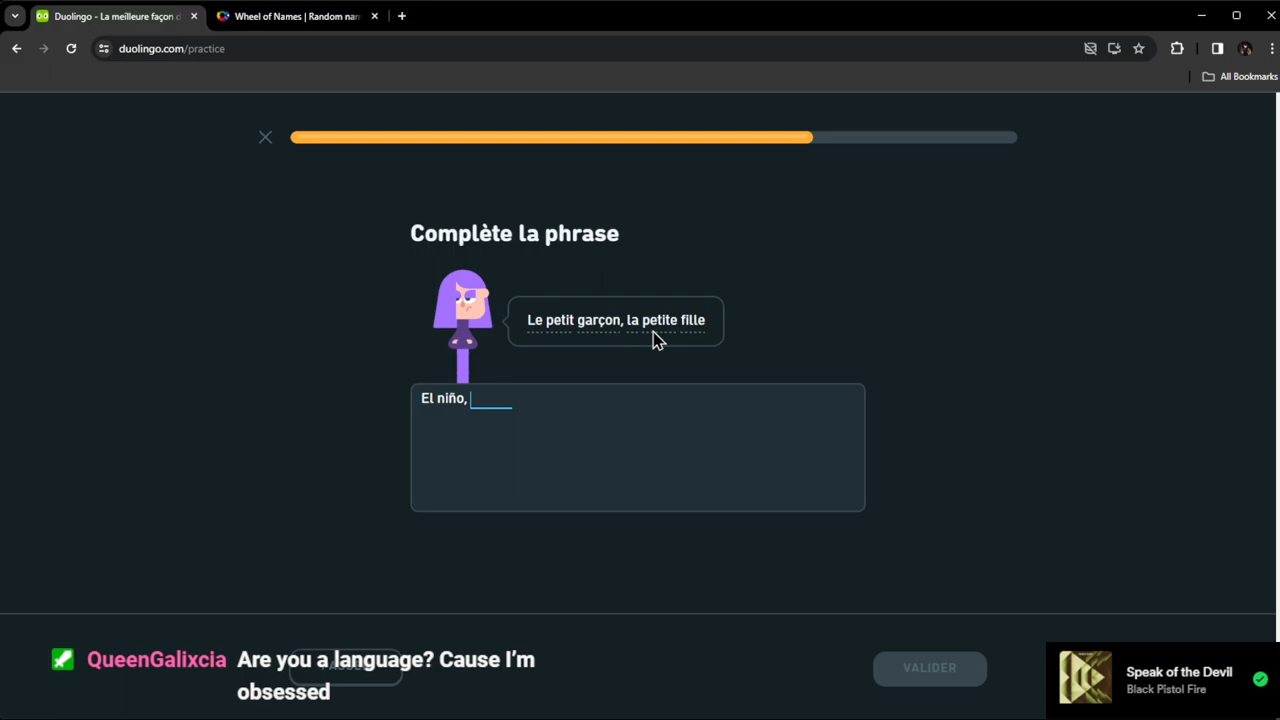 Duolingo - La meilleure façon d
Wheel of Names | Random nam
duolingo.com/practice
All Bookmarks
Complète la phrase
Le petit garçon, la petite fille
El niño,
QueenGalixcia Are you a language? Cause I'm
obsessed
VALIDER
Speak of the Devil
Black Pistol Fire